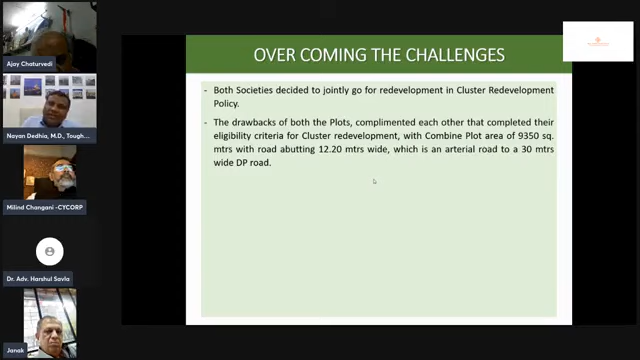 OVER COMING THE CHALLENGES
- Both Societies decided to jointly go for redevelopment in Cluster Redevelopment
Policy.
- The drawbacks of both the Plots, complimented each other that completed their
eligibility criteria for Cluster redevelopment, with Combine Plot area of 9350 sq.
mtrs with road abutting 12.20 mtrs wide, which is an arterial road to a 30 mtrs
wide DP road.
Ajay Chaturvedi
Nayan Dedhia, M.D., Tough...
Milind Changani -CYCORP
Dr. Adv. Harshul Savla
Janak